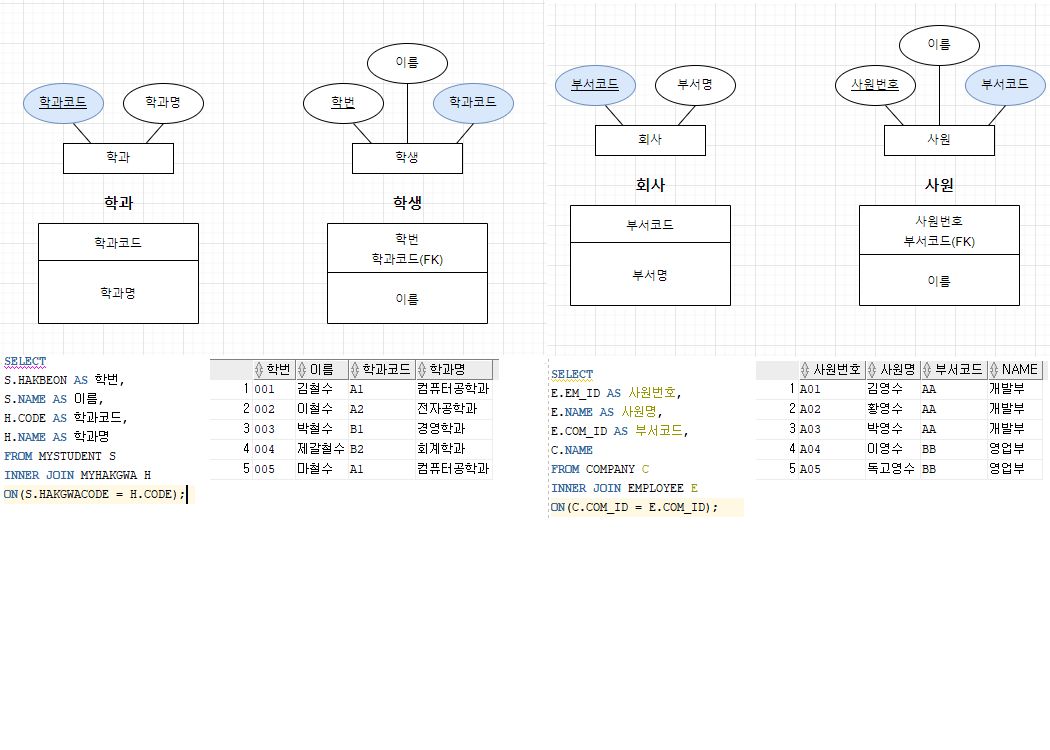 이름
학과코드
학과명
학번
학과코드
학과
학생
학과
학생
학과코드
학과명
학번
학과코드(FK)
이름
이름
부서코드
부서명
사원번호
부서코드
회사
사원
회사
사원
부서코드
부서명
사원번호
부서코드(FK)
이름
SELECT
S.HAKBEON AS 학번,
S.NAME AS 이름,
H.CODE AS 학과코드,
H.NAME AS 학과명
FROM MYSTUDENT S
INNER JOIN MYHAKGWA H
ON(S.HAKGWACODE = H.CODE);
학번 이름 학과코드 학과명
1 001 김철수 A1 컴퓨터공학과
2 002 이철수 A2 전자공학과
3 003 박철수 B1 경영학과
4 004 제갈철수 B2 회계학과
5 005 마철수 A1 컴퓨터공학과
SELECT
E.EM_ID AS 사원번호,
E.NAME AS 사원명,
E.COM_ID AS 부서코드,
C.NAME
FROM COMPANY C
INNER JOIN EMPLOYEE E
ON(C.COM_ID = E.COM_ID);
사원번호 사원명 부서코드 NAME
1 A01 김영수 AA 개발부
2 A02 황영수 AA 개발부
3 A03 박영수 AA 개발부
4 A04 이영수 BB 영업부
5 A05 독고영수 BB 영업부